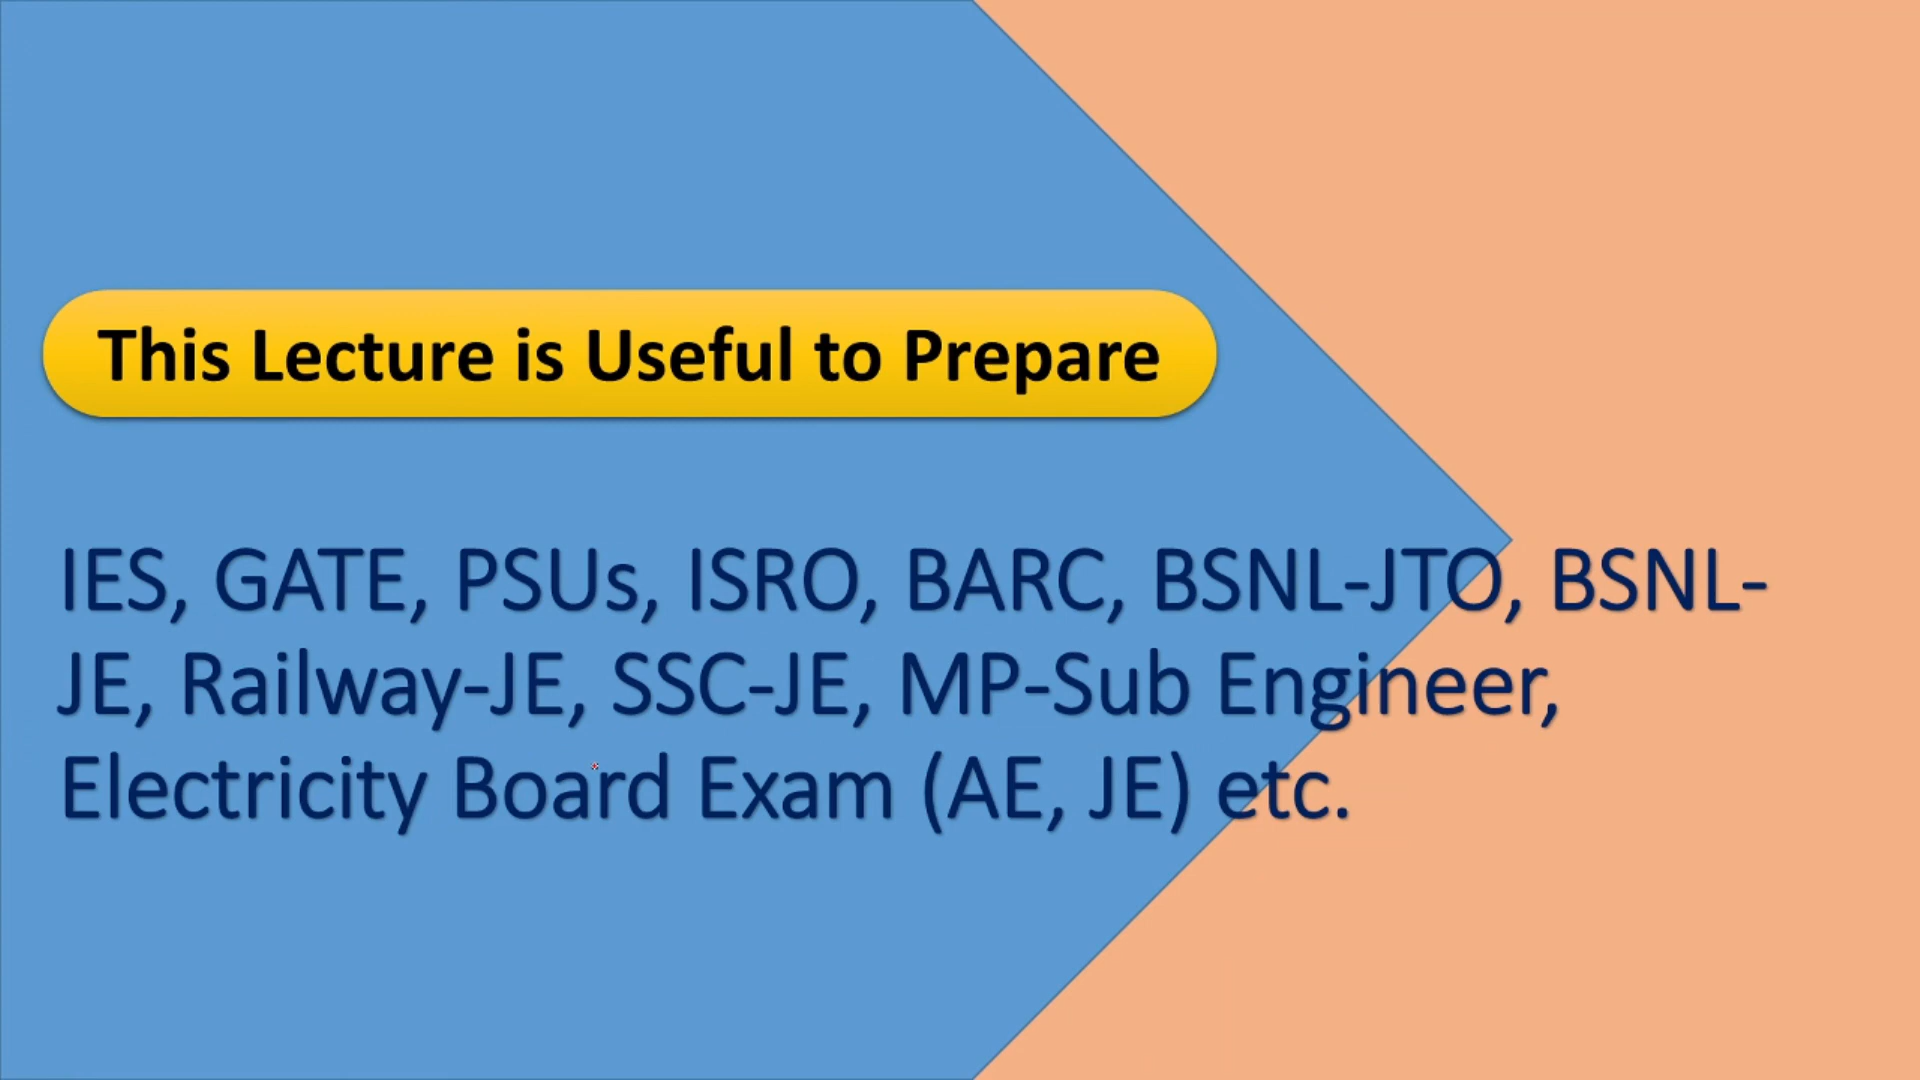 This Lecture is Useful to Prepare
IES, GATE, PSUs, ISRO, BARC, BSNL-JTO, BSNL-
JE, Railway-JE, SSC-JE, MP-Sub Engineer,
Electricity Board Exam (AE, JE) etc.